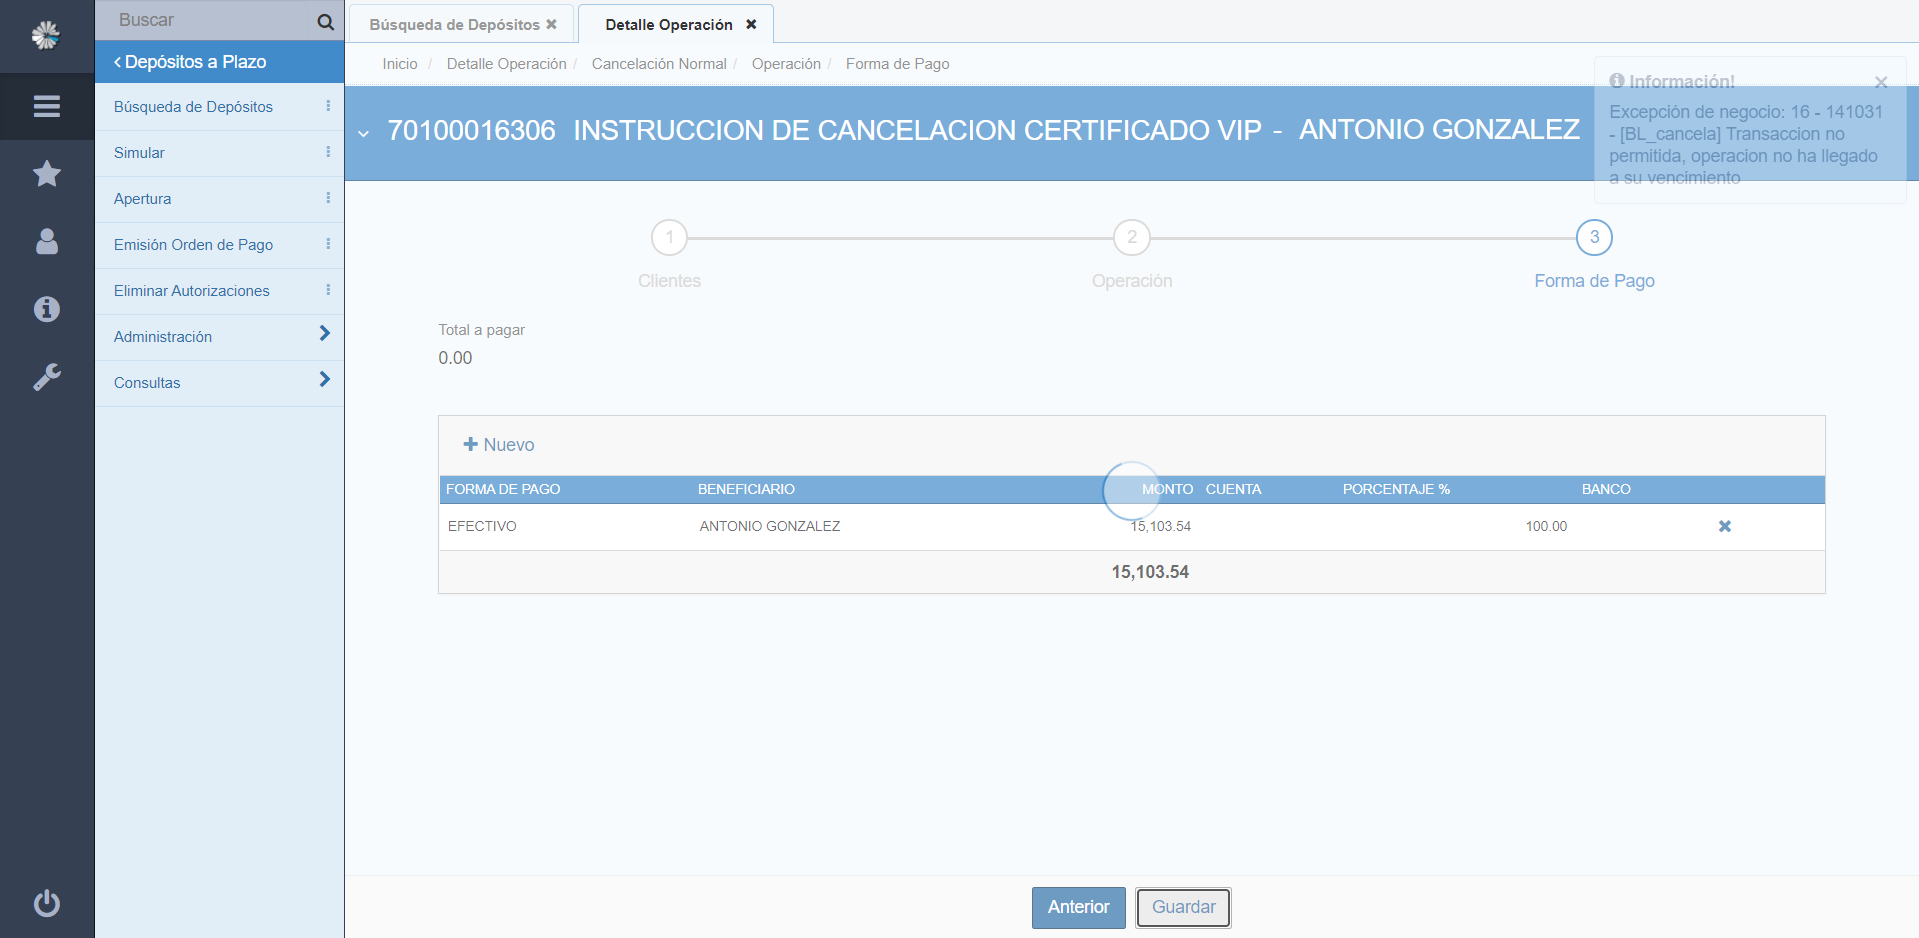 Buscar
Búsqueda de Depósitos
Detalle Operación
Depósitos a Plazo
Inicio / Detalle Operación / Cancelación Normal / Operación / Forma de Pago
Información!
Excepción de negocio: 16 - 141031
- [BL_cancela] Transaccion no
permitida, operacion no ha llegado
a su vencimiento
Búsqueda de Depósitos
Simular
Apertura
Emisión Orden de Pago
Eliminar Autorizaciones
Administración
Consultas
70100016306 INSTRUCCION DE CANCELACION CERTIFICADO VIP - ANTONIO GONZALEZ
1 2 3
Clientes Operación Forma de Pago
Total a pagar
0.00
Nuevo
FORMA DE PAGO BENEFICIARIO MONTO CUENTA PORCENTAJE % BANCO
EFECTIVO ANTONIO GONZALEZ 15,103.54 100.00
15,103.54
Anterior Guardar